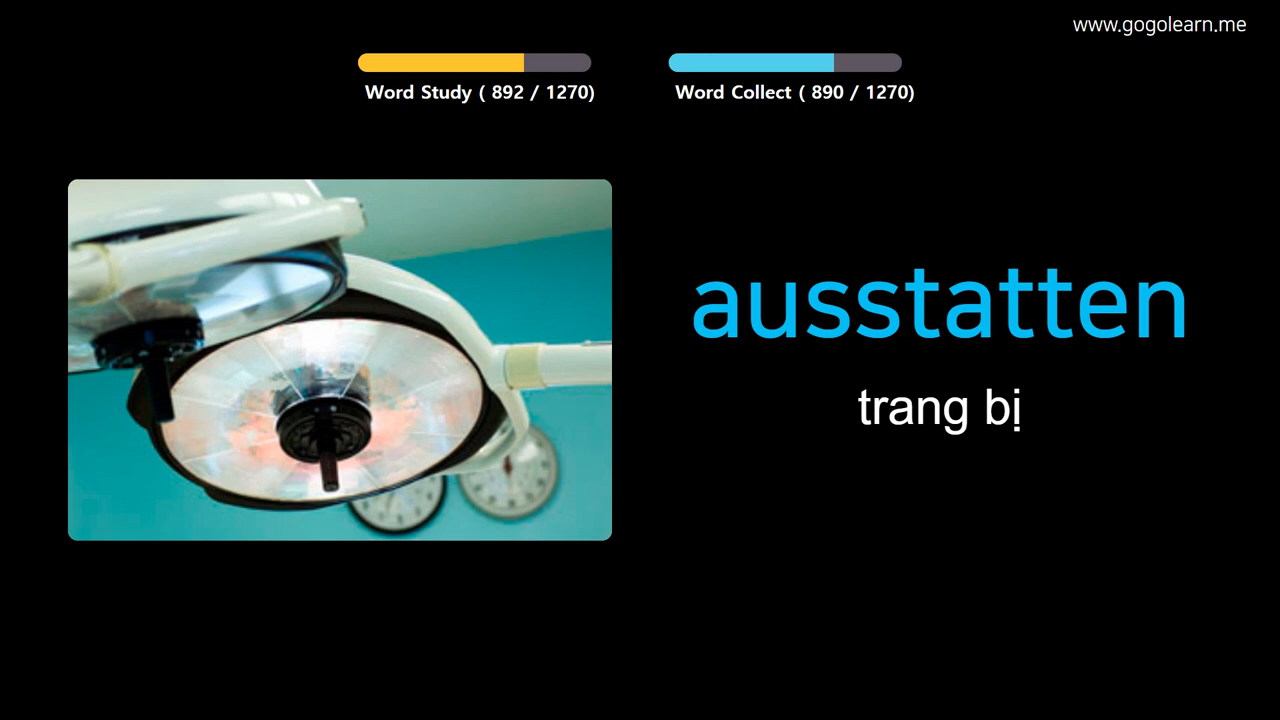 www.gogolearn.me
Word Study ( 892 / 1270)
Word Collect ( 890 / 1270)
ausstatten
trang bị